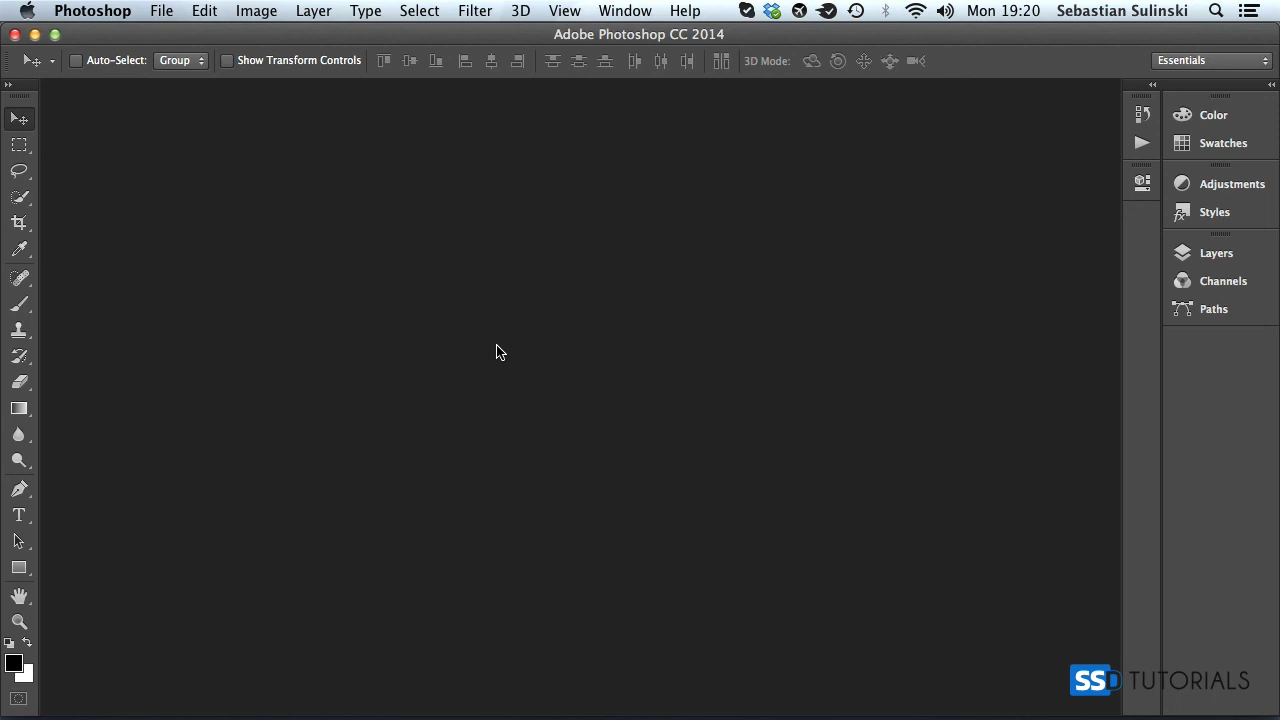 Photoshop File Edit Image Layer Type Select Filter 3D View Window Help Mon 19:20 Sebastian Sulinski
Adobe Photoshop CC 2014
Auto-Select: Group Show Transform Controls 3D Mode: Essentials
Color
Swatches
Adjustments
Styles
Layers
Channels
Paths
SSD TUTORIALS